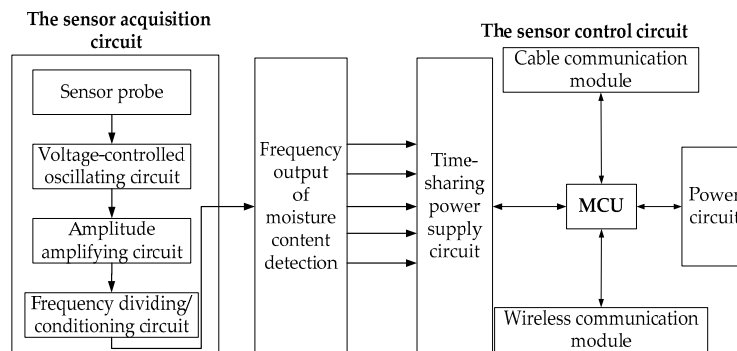 The sensor acquisition
circuit
Sensor probe
Voltage-controlled
oscillating circuit
Amplitude
amplifying circuit
Frequency dividing/
conditioning circuit
Frequency
output
of
moisture
content
detection
Time-
sharing
power
supply
circuit
The sensor control circuit
Cable communication
module
MCU
Power
circuit
Wireless communication
module